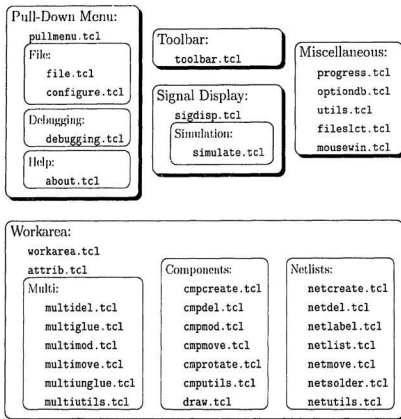 Pull-Down Menu:
pullmenu.tcl
File:
file.tcl
configure.tcl
Debugging:
debugging.tcl
Help:
about.tcl
Toolbar:
toolbar.tcl
Signal Display:
sigdisp.tcl
Simulation:
simulate.tcl
Miscellaneous:
progress.tcl
optiondb.tcl
utils.tcl
fileslct.tcl
mousewin.tcl
Workarea:
workarea.tcl
attrib.tcl
Multi:
multidel.tcl
multiglue.tcl
multimod.tcl
multimove.tcl
multiunglue.tcl
multiutils.tcl
Components:
cmpcreate.tcl
cmpdel.tcl
cmpmod.tcl
cmpmove.tcl
cmprotate.tcl
cmputils.tcl
draw.tcl
Netlists:
netcreate.tcl
netdel.tcl
netlabel.tcl
netlist.tcl
netmove.tcl
netsolder.tcl
netutils.tcl